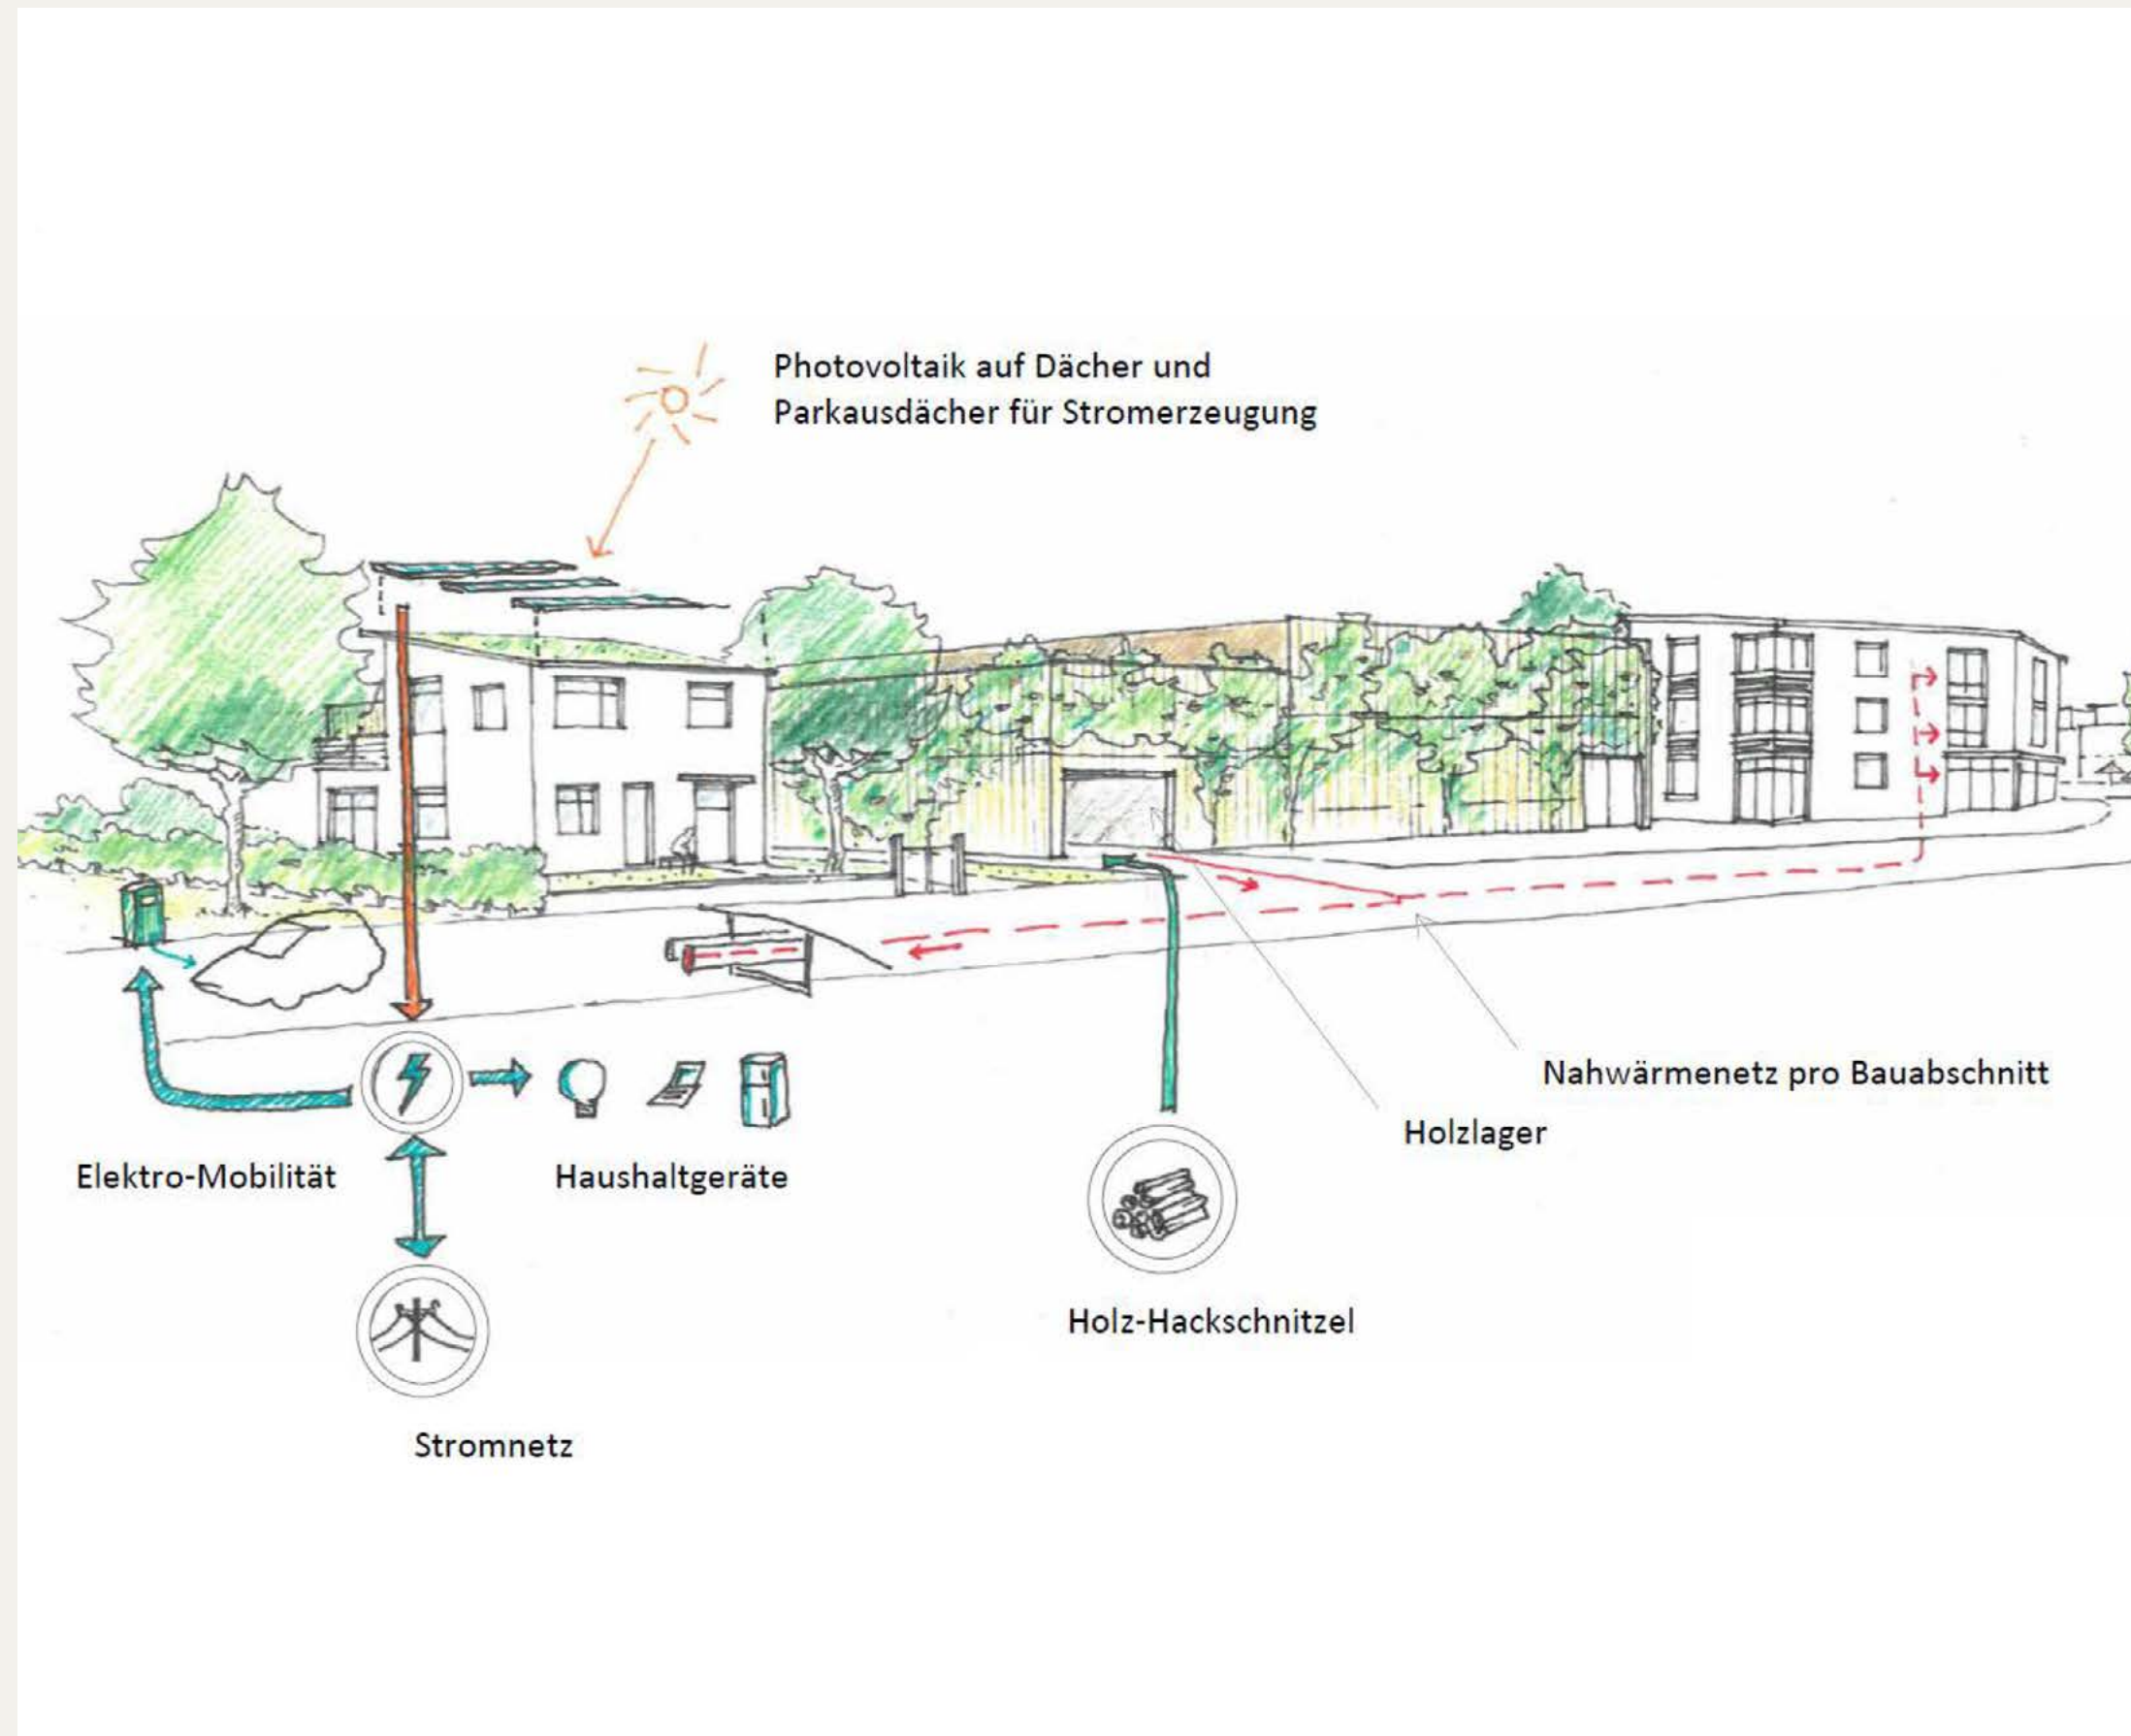 Photovoltaik auf Dächer und
Parkausdächer für Stromerzeugung
Nahwärmenetz pro Bauabschnitt
Holzlager
Elektro-Mobilität
Haushaltgeräte
Holz-Hackschnitzel
Stromnetz